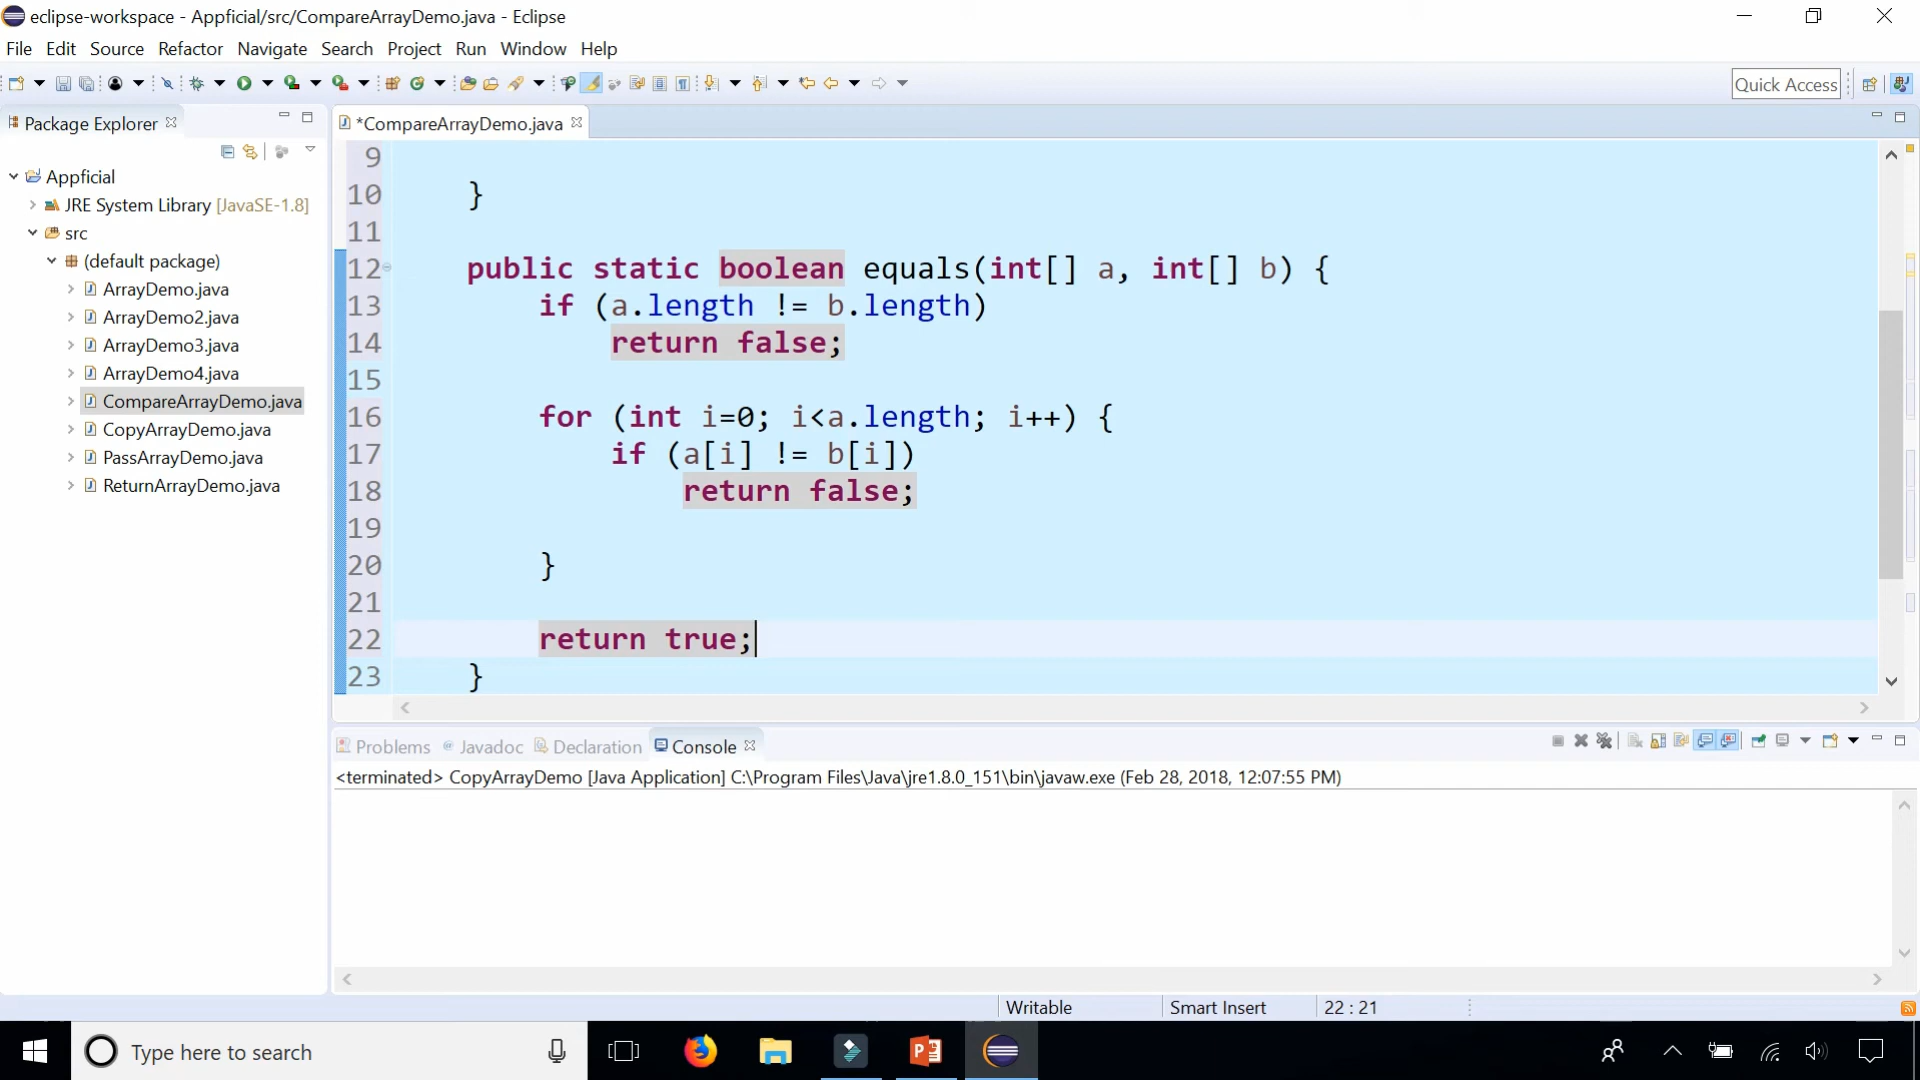 eclipse-workspace - Appficial/src/CompareArrayDemo.java - Eclipse
File Edit Source Refactor Navigate Search Project Run Window Help
Quick Access
Package Explorer
*CompareArrayDemo.java
Appficial
JRE System Library [JavaSE-1.8]
src
(default package)
ArrayDemo.java
ArrayDemo2.java
ArrayDemo3.java
ArrayDemo4.java
CompareArrayDemo.java
CopyArrayDemo.java
PassArrayDemo.java
ReturnArrayDemo.java
9
10 }
11
12 public static boolean equals(int[] a, int[] b) {
13 if (a.length != b.length)
14 return false;
15
16 for (int i=0; i<a.length; i++) {
17 if (a[i] != b[i])
18 return false;
19
20 }
21
22 return true;
23 }
Problems Javadoc Declaration Console
<terminated> CopyArrayDemo [Java Application] C:\Program Files\Java\jre1.8.0_151\bin\javaw.exe (Feb 28, 2018, 12:07:55 PM)
Writable Smart Insert 22 : 21
Type here to search